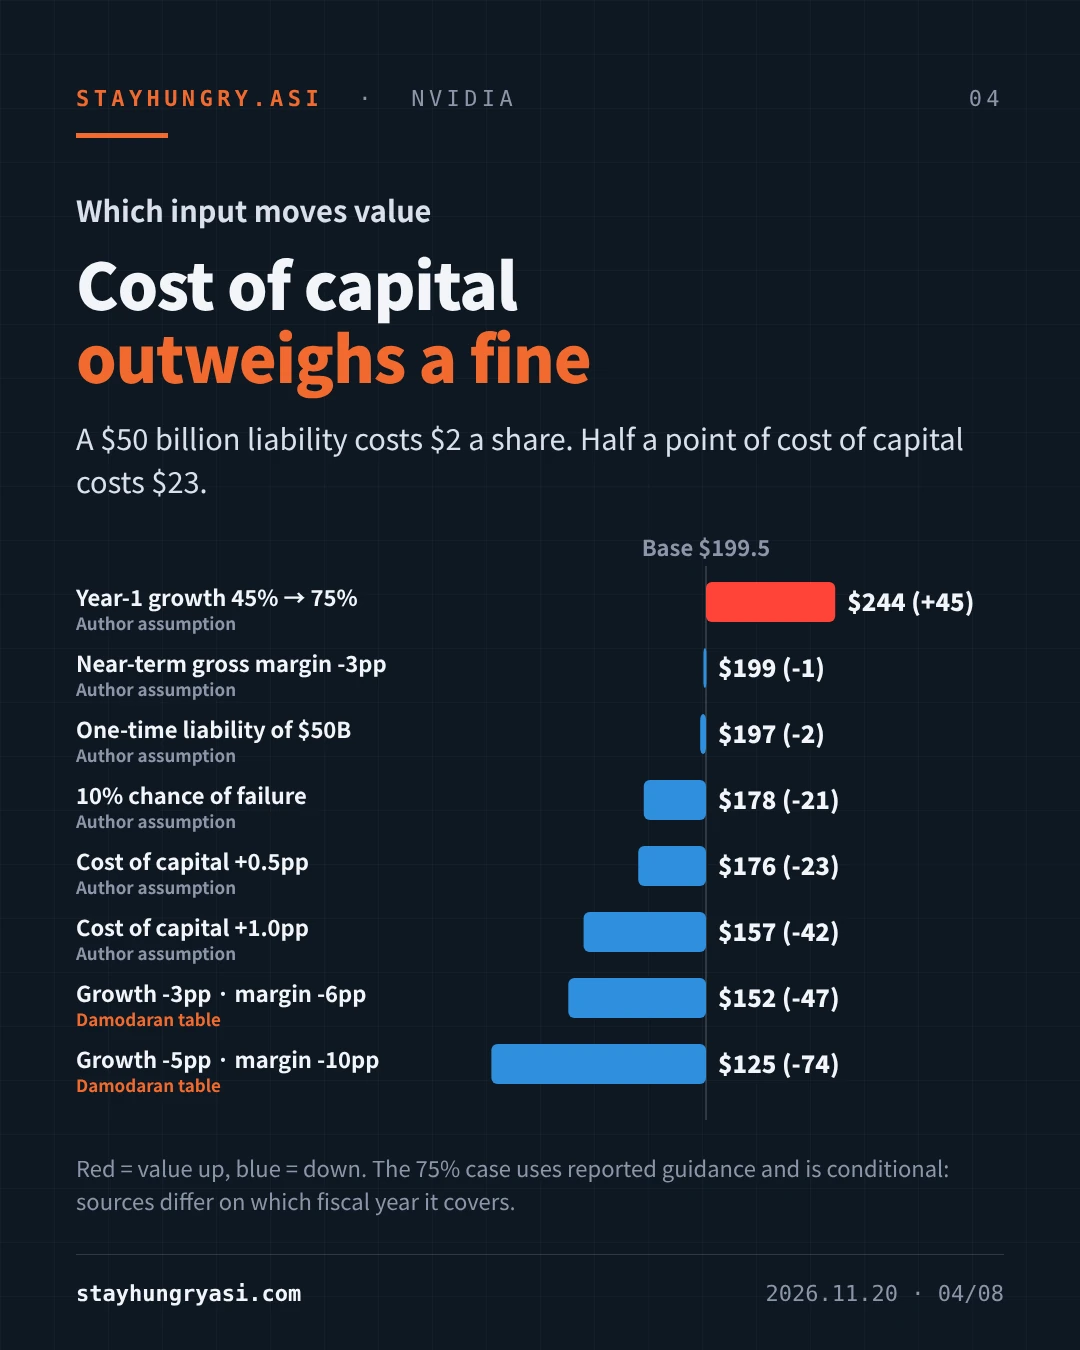 STAYHUNGRY.ASI · NVIDIA 04
Which input moves value
Cost of capital
outweighs a fine
A $50 billion liability costs $2 a share. Half a point of cost of capital
costs $23.
Base $199.5
Year-1 growth 45% → 75% $244 (+45)
Author assumption
Near-term gross margin -3pp $199 (-1)
Author assumption
One-time liability of $50B $197 (-2)
Author assumption
10% chance of failure $178 (-21)
Author assumption
Cost of capital +0.5pp $176 (-23)
Author assumption
Cost of capital +1.0pp $157 (-42)
Author assumption
Growth -3pp · margin -6pp $152 (-47)
Damodaran table
Growth -5pp · margin -10pp $125 (-74)
Damodaran table
Red = value up, blue = down. The 75% case uses reported guidance and is conditional:
sources differ on which fiscal year it covers.
stayhungryasi.com 2026.11.20 · 04/08